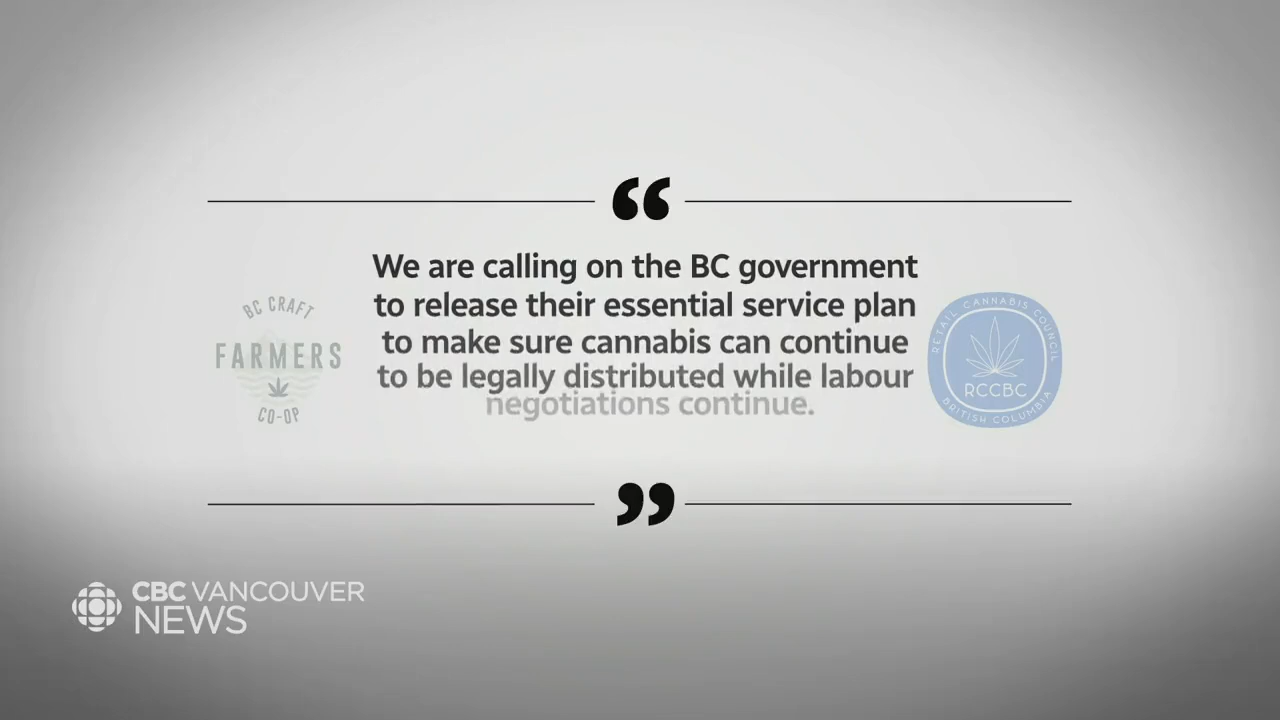 “
We are calling on the BC government
to release their essential service plan
to make sure cannabis can continue
to be legally distributed while labour
negotiations continue.
”
BC CRAFT
FARMERS
CO-OP
RETAIL CANNABIS COUNCIL
RCCBC
BRITISH COLUMBIA
CBC VANCOUVER
NEWS